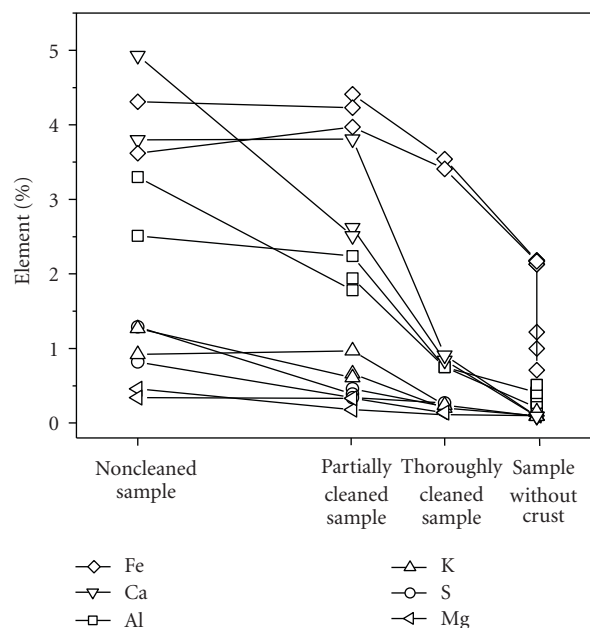 5
4
3
2
1
0
Element (%)
Noncleaned
sample
Partially
cleaned
sample
Thoroughly
cleaned
sample
Sample
without
crust
Fe
Ca
Al
K
S
Mg